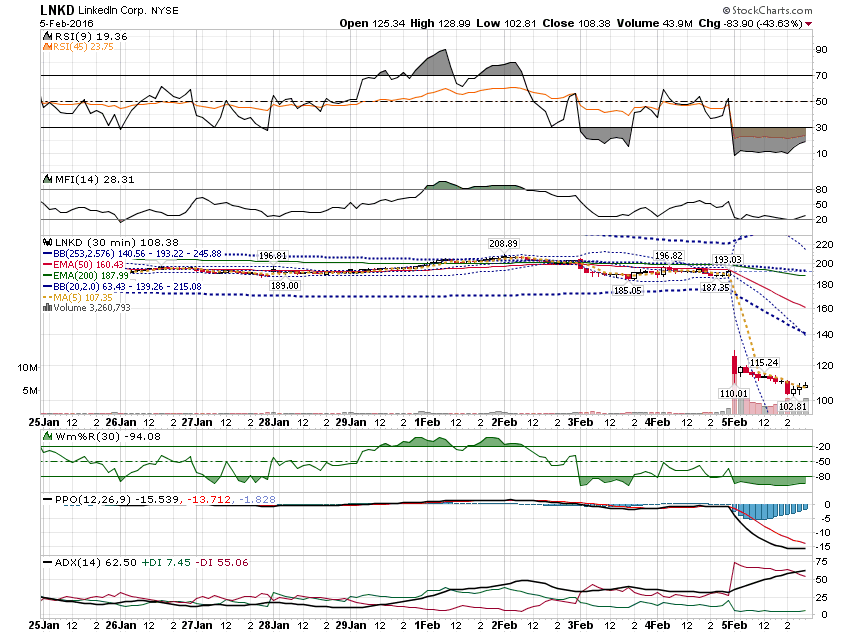 LNKD LinkedIn Corp. NYSE © StockCharts.com
5-Feb-2016 Open 125.34 High 128.99 Low 102.81 Close 108.38 Volume 43.9M Chg -83.90 (-43.63%)
RSI(9) 19.36
RSI(45) 23.75
90
70
50
30
10
MFI(14) 28.31
80
50
20
LNKD (30 min) 108.38
BB(253,2.576) 140.56 - 193.22 - 245.88
EMA(50) 160.43
EMA(200) 187.99
BB(20,2.0) 63.43 - 139.26 - 215.08
MA(5) 107.35
Volume 3,260,793
196.81
189.00
208.89
185.05
196.82
187.35
193.03
110.01
115.24
102.81
220
200
180
160
140
120
100
10M
5M
25Jan 12 2 26Jan 12 2 27Jan 12 2 28Jan 12 2 29Jan 12 2 1Feb 12 2 2Feb 12 2 3Feb 12 2 4Feb 12 2 5Feb 12 2
Wm%R(30) -94.08
-20
-50
-80
PPO(12,26,9) -15.539, -13.712, -1.828
0
-5
-10
-15
ADX(14) 62.50 +DI 7.45 -DI 55.06
75
50
25
0
25Jan 12 2 26Jan 12 2 27Jan 12 2 28Jan 12 2 29Jan 12 2 1Feb 12 2 2Feb 12 2 3Feb 12 2 4Feb 12 2 5Feb 12 2